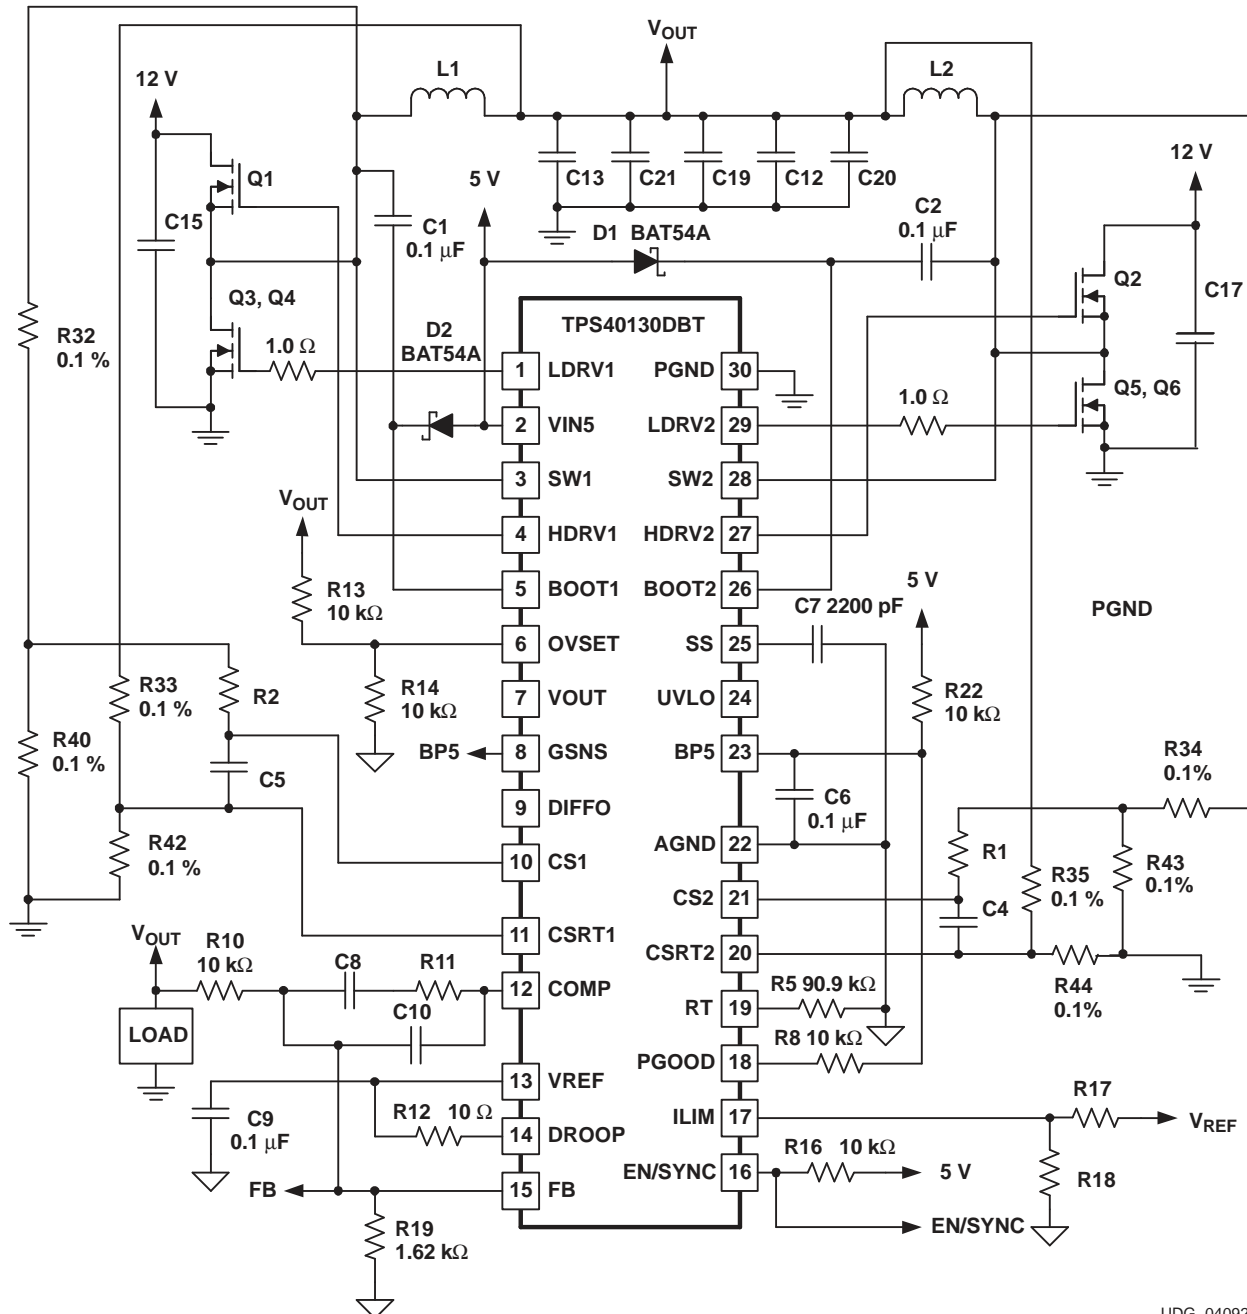 VOUT
L1
L2
12 V
12 V
Q1
C13
C21
C19
C12
C20
5 V
C15
C1
0.1 µF
C2
0.1 µF
D1 BAT54A
Q2
C17
Q3, Q4
R32
0.1 %
1.0 Ω
D2
BAT54A
TPS40130DBT
Q5, Q6
1.0 Ω
1 LDRV1
PGND 30
2 VIN5
LDRV2 29
3 SW1
SW2 28
VOUT
4 HDRV1
HDRV2 27
5 BOOT1
BOOT2 26
R13
10 kΩ
5 V
C7 2200 pF
PGND
6 OVSET
SS 25
R33
0.1 %
R2
R14
10 kΩ
7 VOUT
UVLO 24
R22
10 kΩ
R40
0.1 %
BP5
8 GSNS
BP5 23
R34
0.1%
C5
9 DIFFO
C6
0.1 µF
R42
0.1 %
AGND 22
R1
R43
0.1%
10 CS1
CS2 21
R35
0.1 %
C4
VOUT
11 CSRT1
CSRT2 20
R10
10 kΩ
C8
R11
12 COMP
R5 90.9 kΩ
R44
0.1%
RT 19
C10
LOAD
R8 10 kΩ
PGOOD 18
13 VREF
R17
C9
0.1 µF
R12 10 Ω
14 DROOP
ILIM 17
VREF
R16 10 kΩ
EN/SYNC 16
5 V
R18
FB
15 FB
EN/SYNC
R19
1.62 kΩ